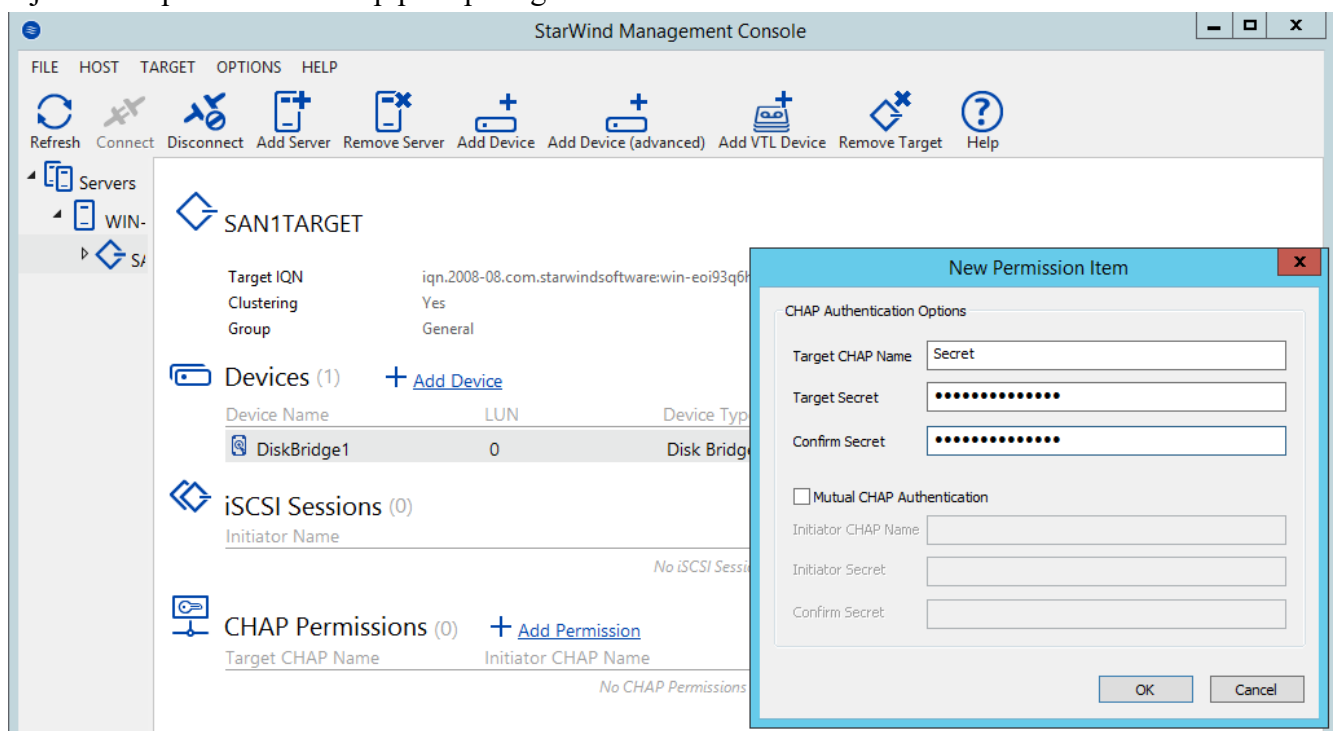 StarWind Management Console
FILE HOST TARGET OPTIONS HELP
Refresh Connect Disconnect Add Server Remove Server Add Device Add Device (advanced) Add VTL Device Remove Target Help
Servers
WIN-
SAN1TARGET
Target IQN iqn.2008-08.com.starwindsoftware:win-eoi93q6h
Clustering Yes
Group General
Devices (1) + Add Device
Device Name LUN Device Typ
DiskBridge1 0 Disk Bridge
iSCSI Sessions (0)
Initiator Name
No iSCSI Sessi
CHAP Permissions (0) + Add Permission
Target CHAP Name Initiator CHAP Name
No CHAP Permissions
New Permission Item
CHAP Authentication Options
Target CHAP Name Secret
Target Secret ••••••••••••••
Confirm Secret ••••••••••••••
Mutual CHAP Authentication
Initiator CHAP Name
Initiator Secret
Confirm Secret
OK Cancel